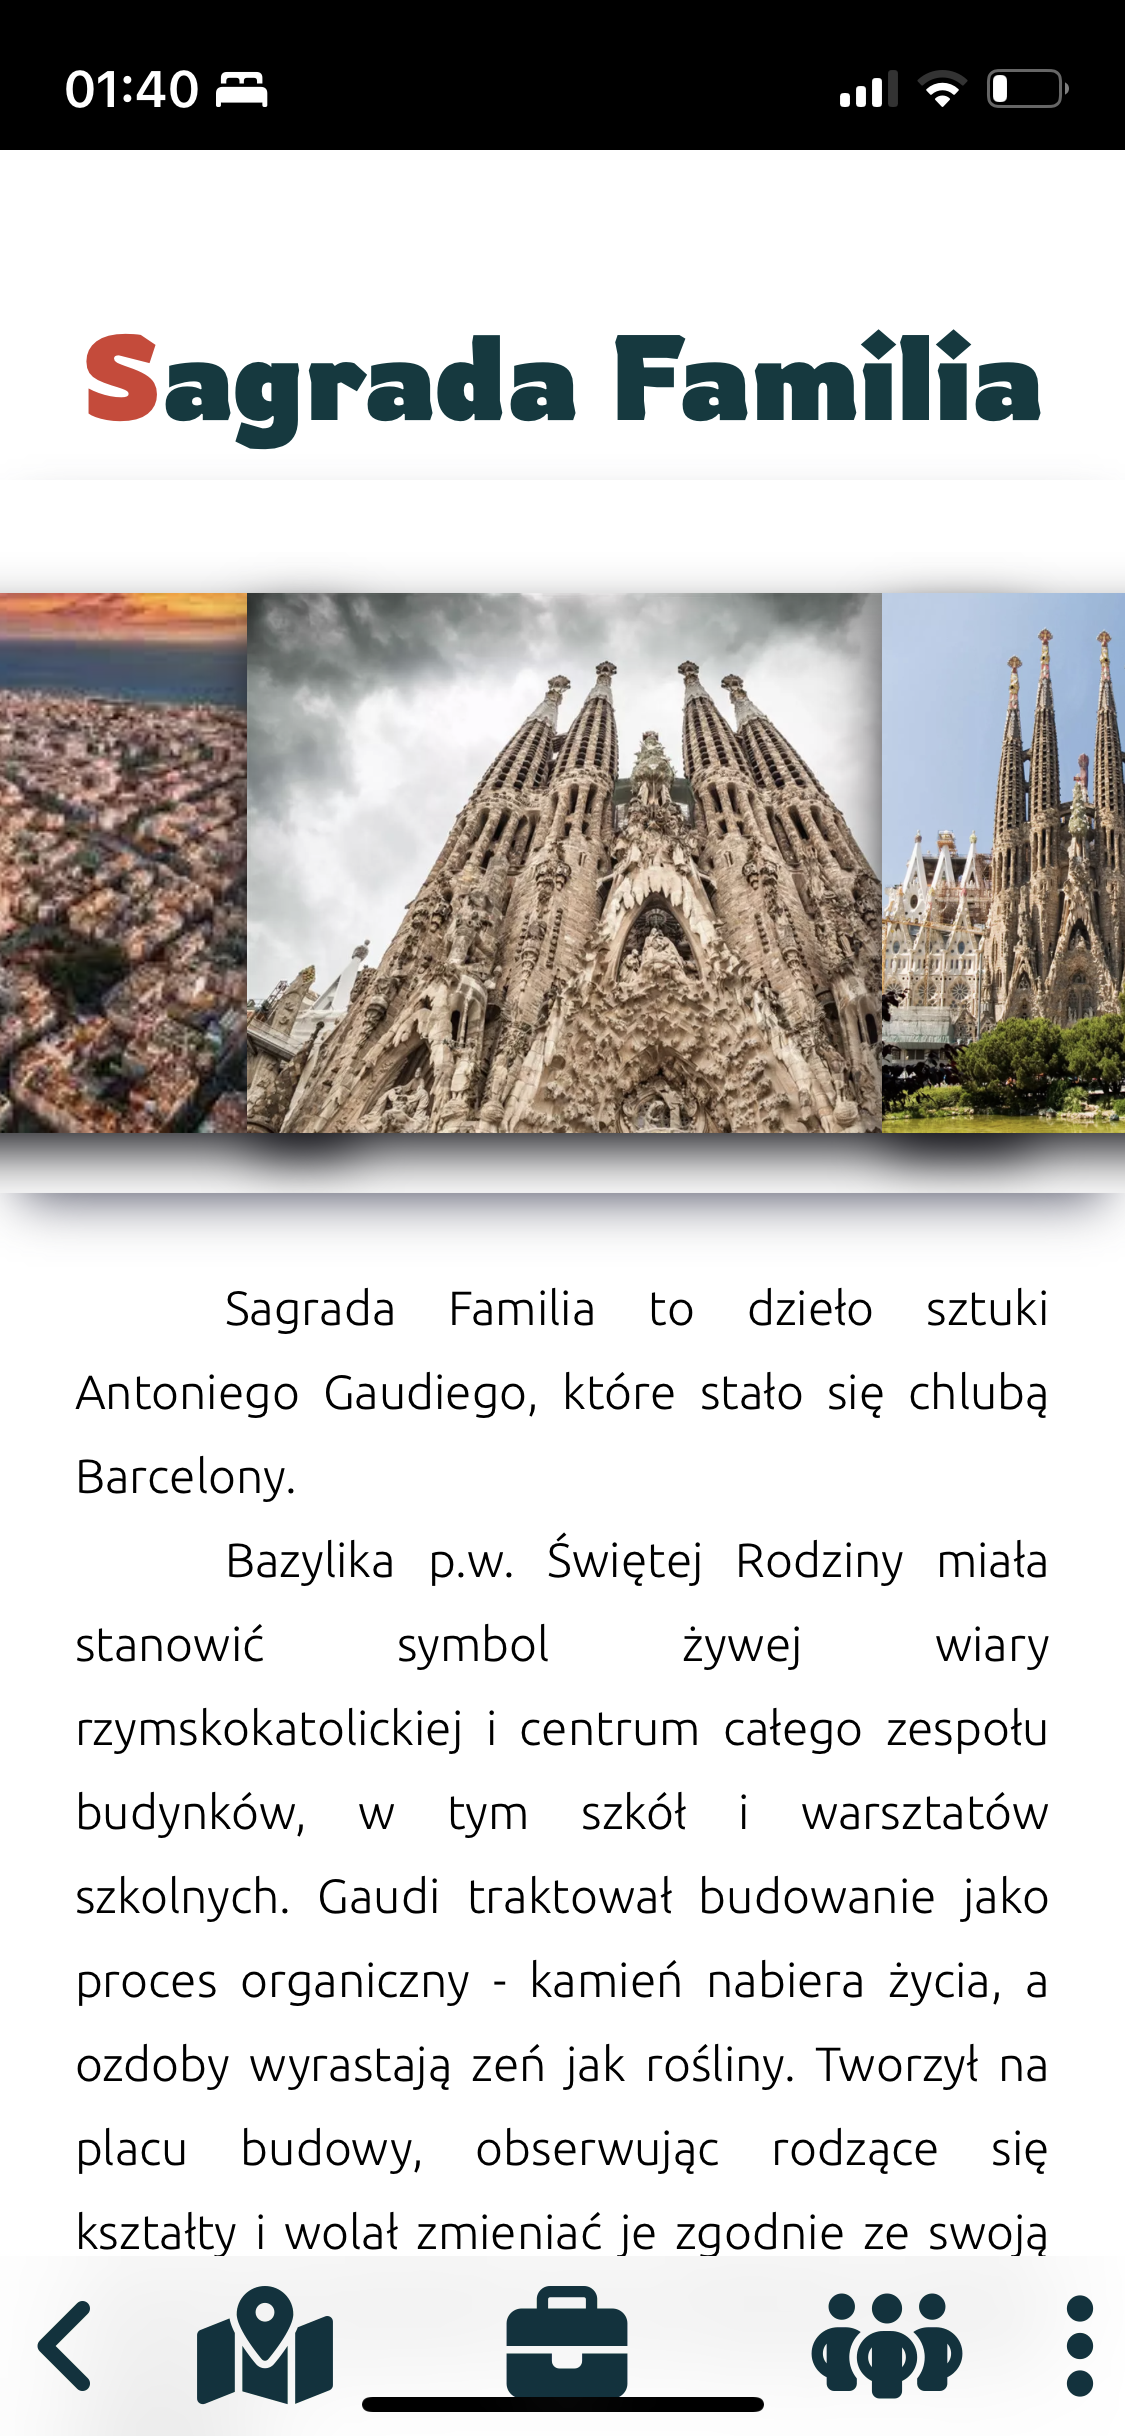 01:40
Sagrada Familia
Sagrada Familia to dzieło sztuki
Antoniego Gaudiego, które stało się chlubą
Barcelony.
Bazylika p.w. Świętej Rodziny miała
stanowić symbol żywej wiary
rzymskokatolickiej i centrum całego zespołu
budynków, w tym szkół i warsztatów
szkolnych. Gaudi traktował budowanie jako
proces organiczny - kamień nabiera życia, a
ozdoby wyrastają zeń jak rośliny. Tworzył na
placu budowy, obserwując rodzące się
kształty i wolał zmieniać je zgodnie ze swoją